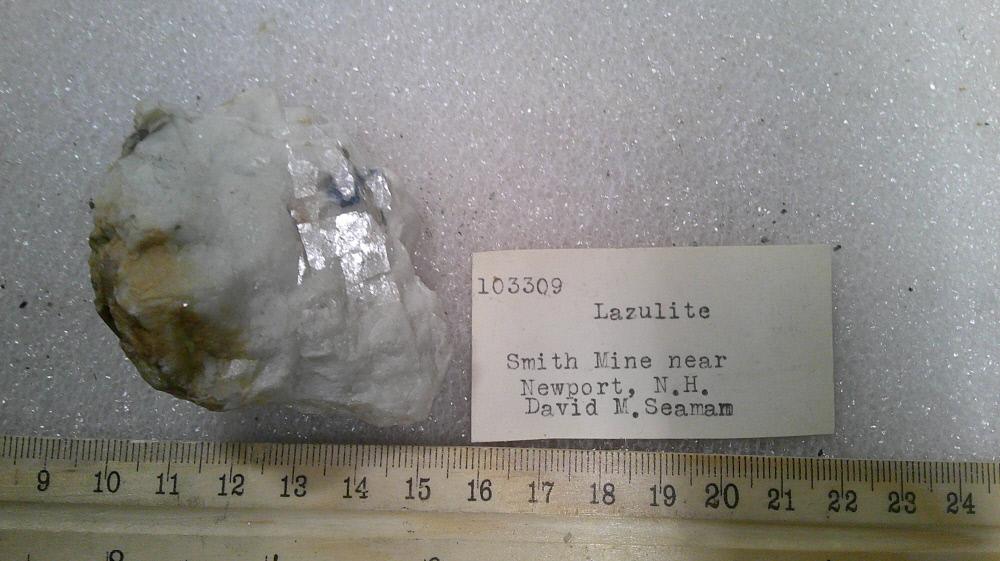 103309
Lazulite
Smith Mine near
Newport, N.H.
David M. Seamam
9 10 11 12 13 14 15 16 17 18 19 20 21 22 23 24
8